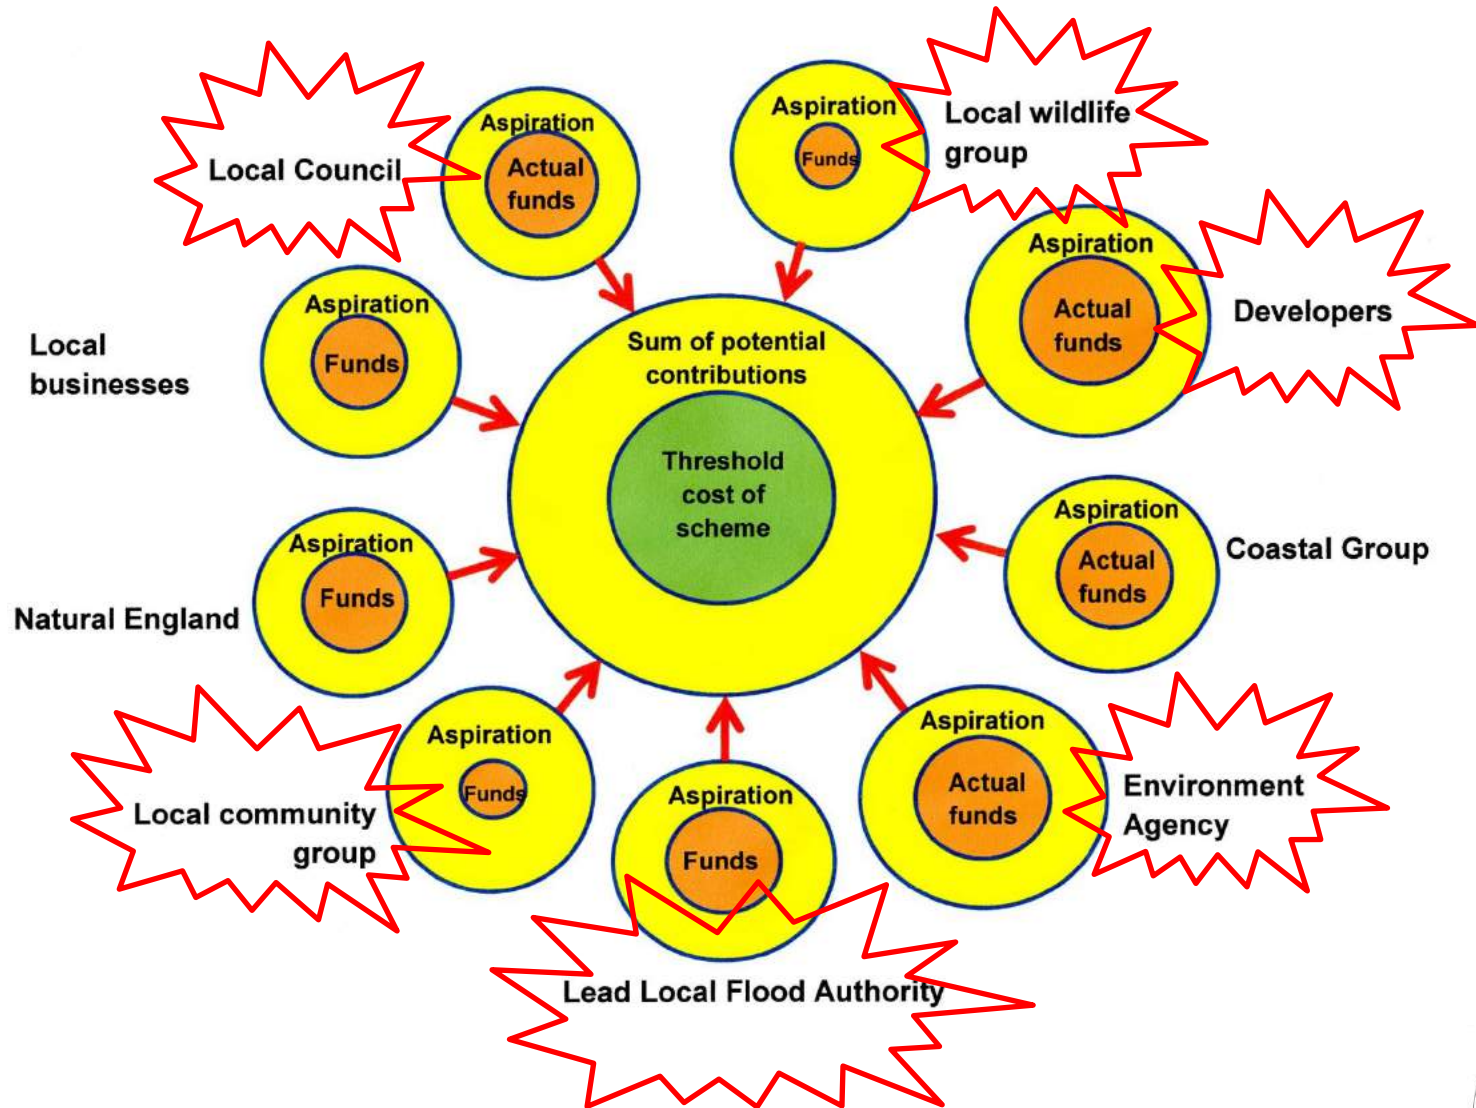 Local Council
Aspiration
Actual
funds
Aspiration
Funds
Local wildlife
group
Aspiration
Actual
funds
Developers
Local
businesses
Aspiration
Funds
Sum of potential
contributions
Threshold
cost of
scheme
Aspiration
Actual
funds
Coastal Group
Natural England
Aspiration
Funds
Local community
group
Aspiration
Funds
Aspiration
Funds
Lead Local Flood Authority
Aspiration
Actual
funds
Environment
Agency